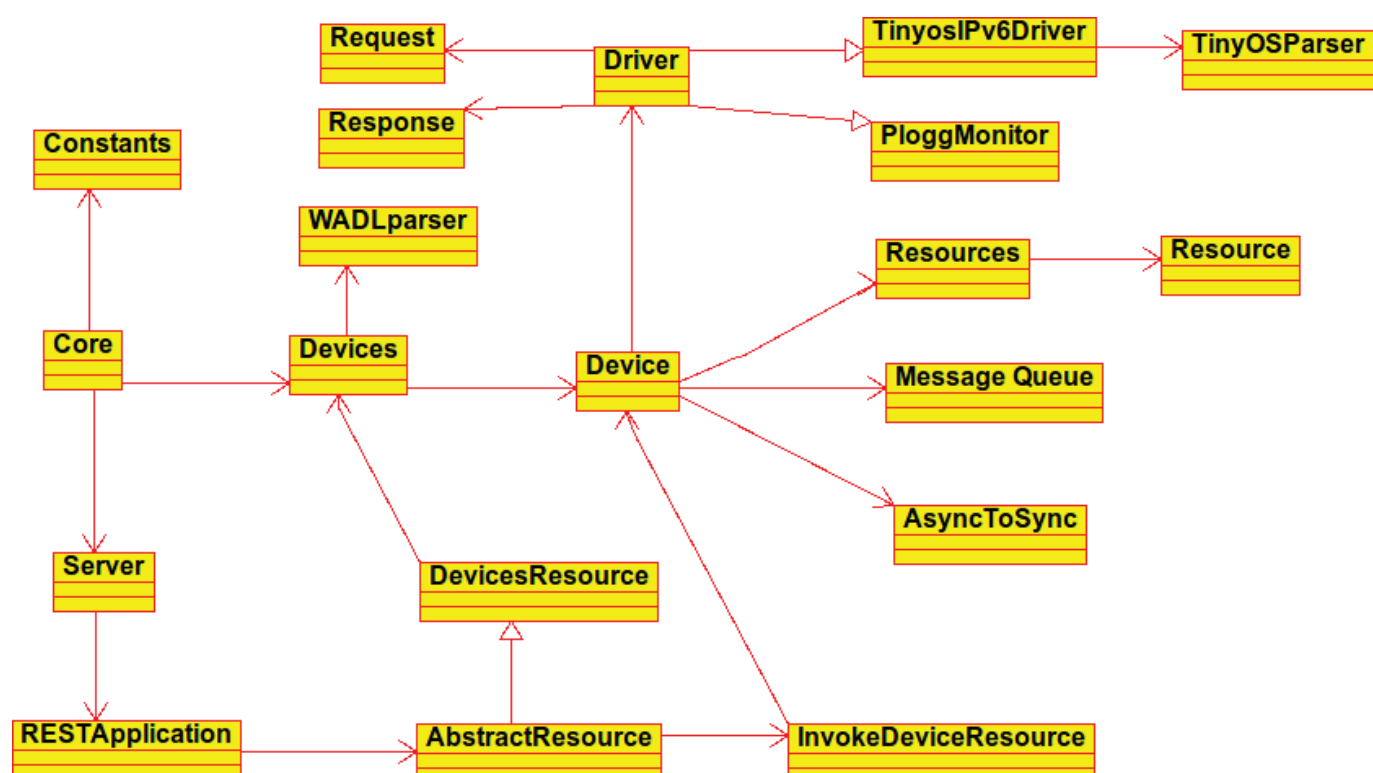 Request
Driver
TinyosIPv6Driver
TinyOSParser
Response
PloggMonitor
Constants
WADLparser
Resources
Resource
Core
Devices
Device
Message Queue
AsyncToSync
Server
DevicesResource
RESTApplication
AbstractResource
InvokeDeviceResource